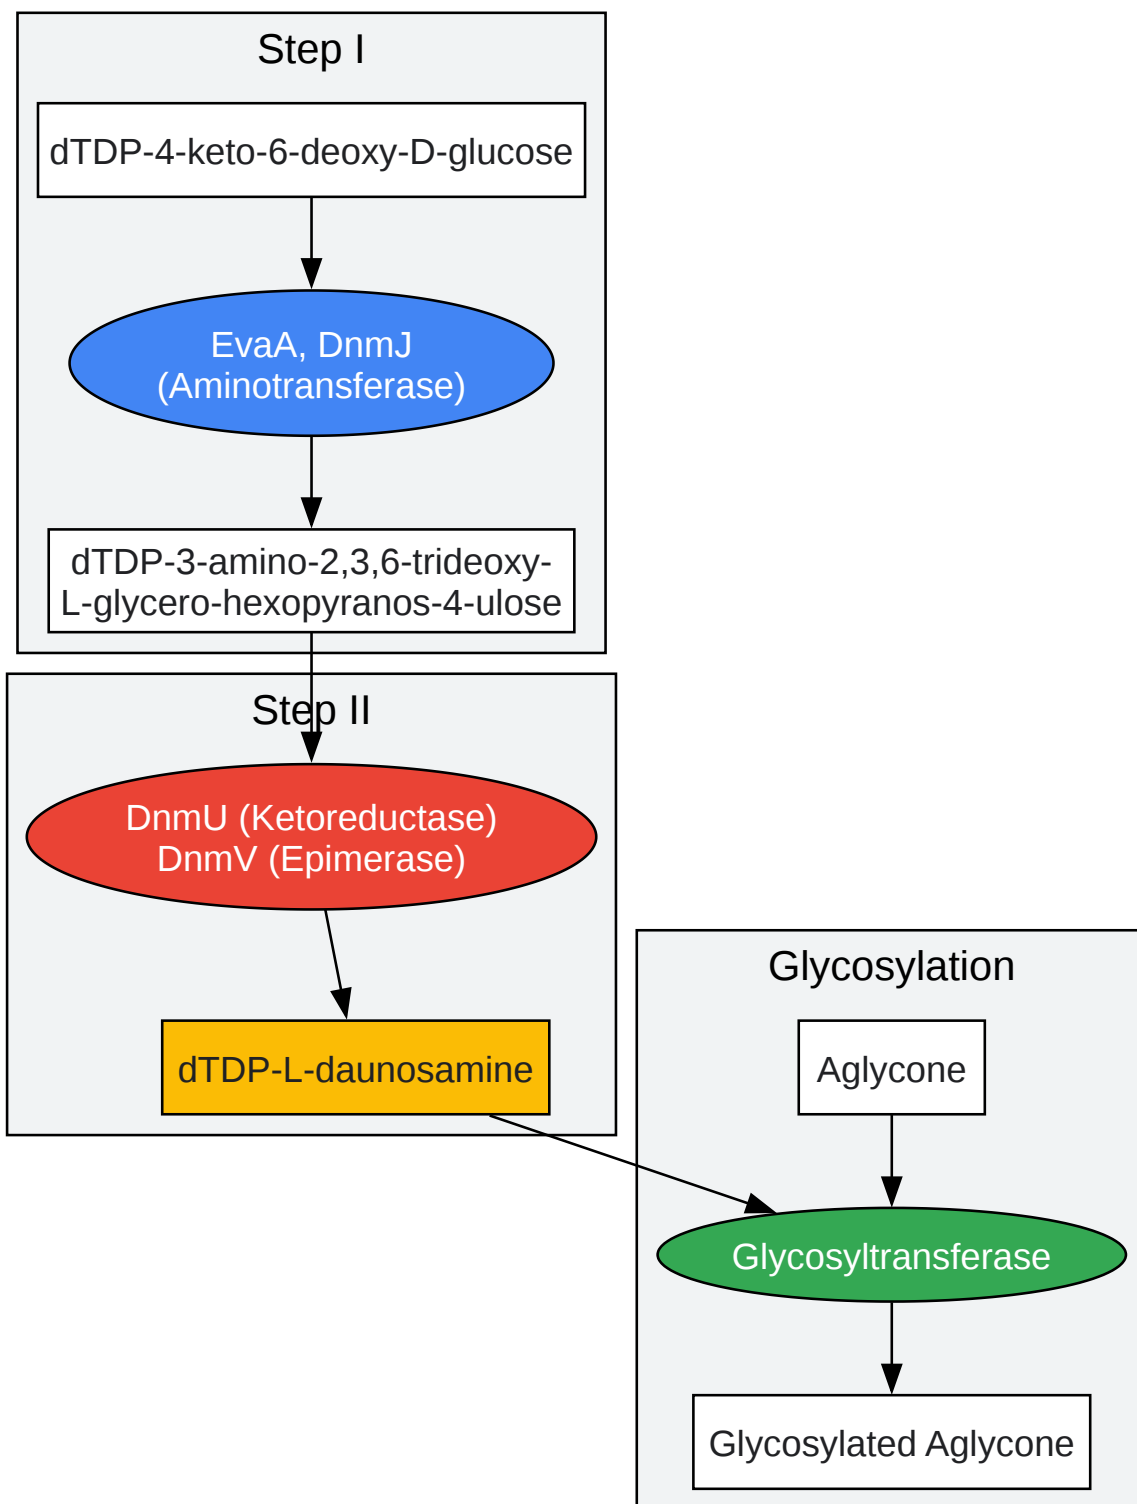 Step I
dTDP-4-keto-6-deoxy-D-glucose
EvaA, DnmJ
(Aminotransferase)
dTDP-3-amino-2,3,6-trideoxy-
L-glycero-hexopyranos-4-ulose
Step II
DnmU (Ketoreductase)
DnmV (Epimerase)
dTDP-L-daunosamine
Glycosylation
Aglycone
Glycosyltransferase
Glycosylated Aglycone